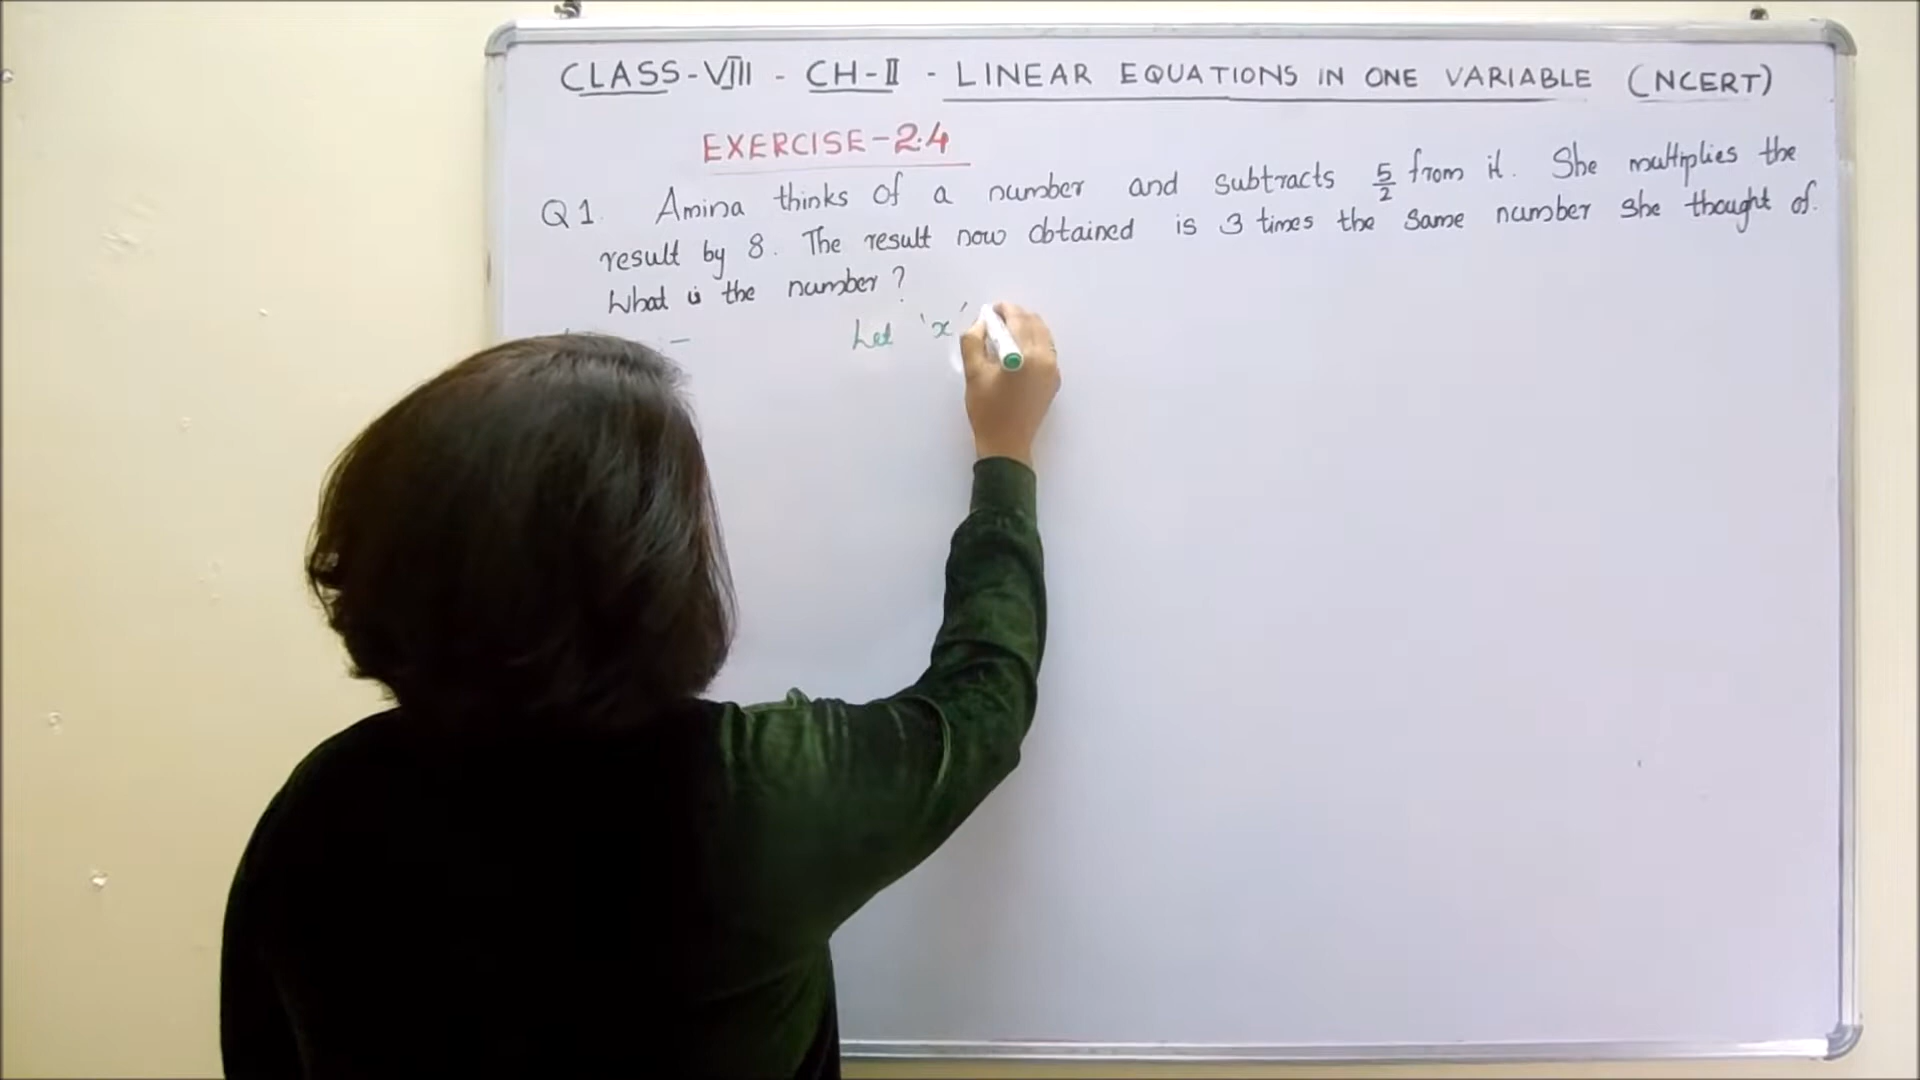 CLASS-VIII - CH-II - LINEAR EQUATIONS IN ONE VARIABLE (NCERT)
EXERCISE-2.4
Q1. Amina thinks of a number and subtracts 5/2 from it. She multiplies the
result by 8. The result now obtained is 3 times the same number she thought of.
What is the number?
:- Let 'x'